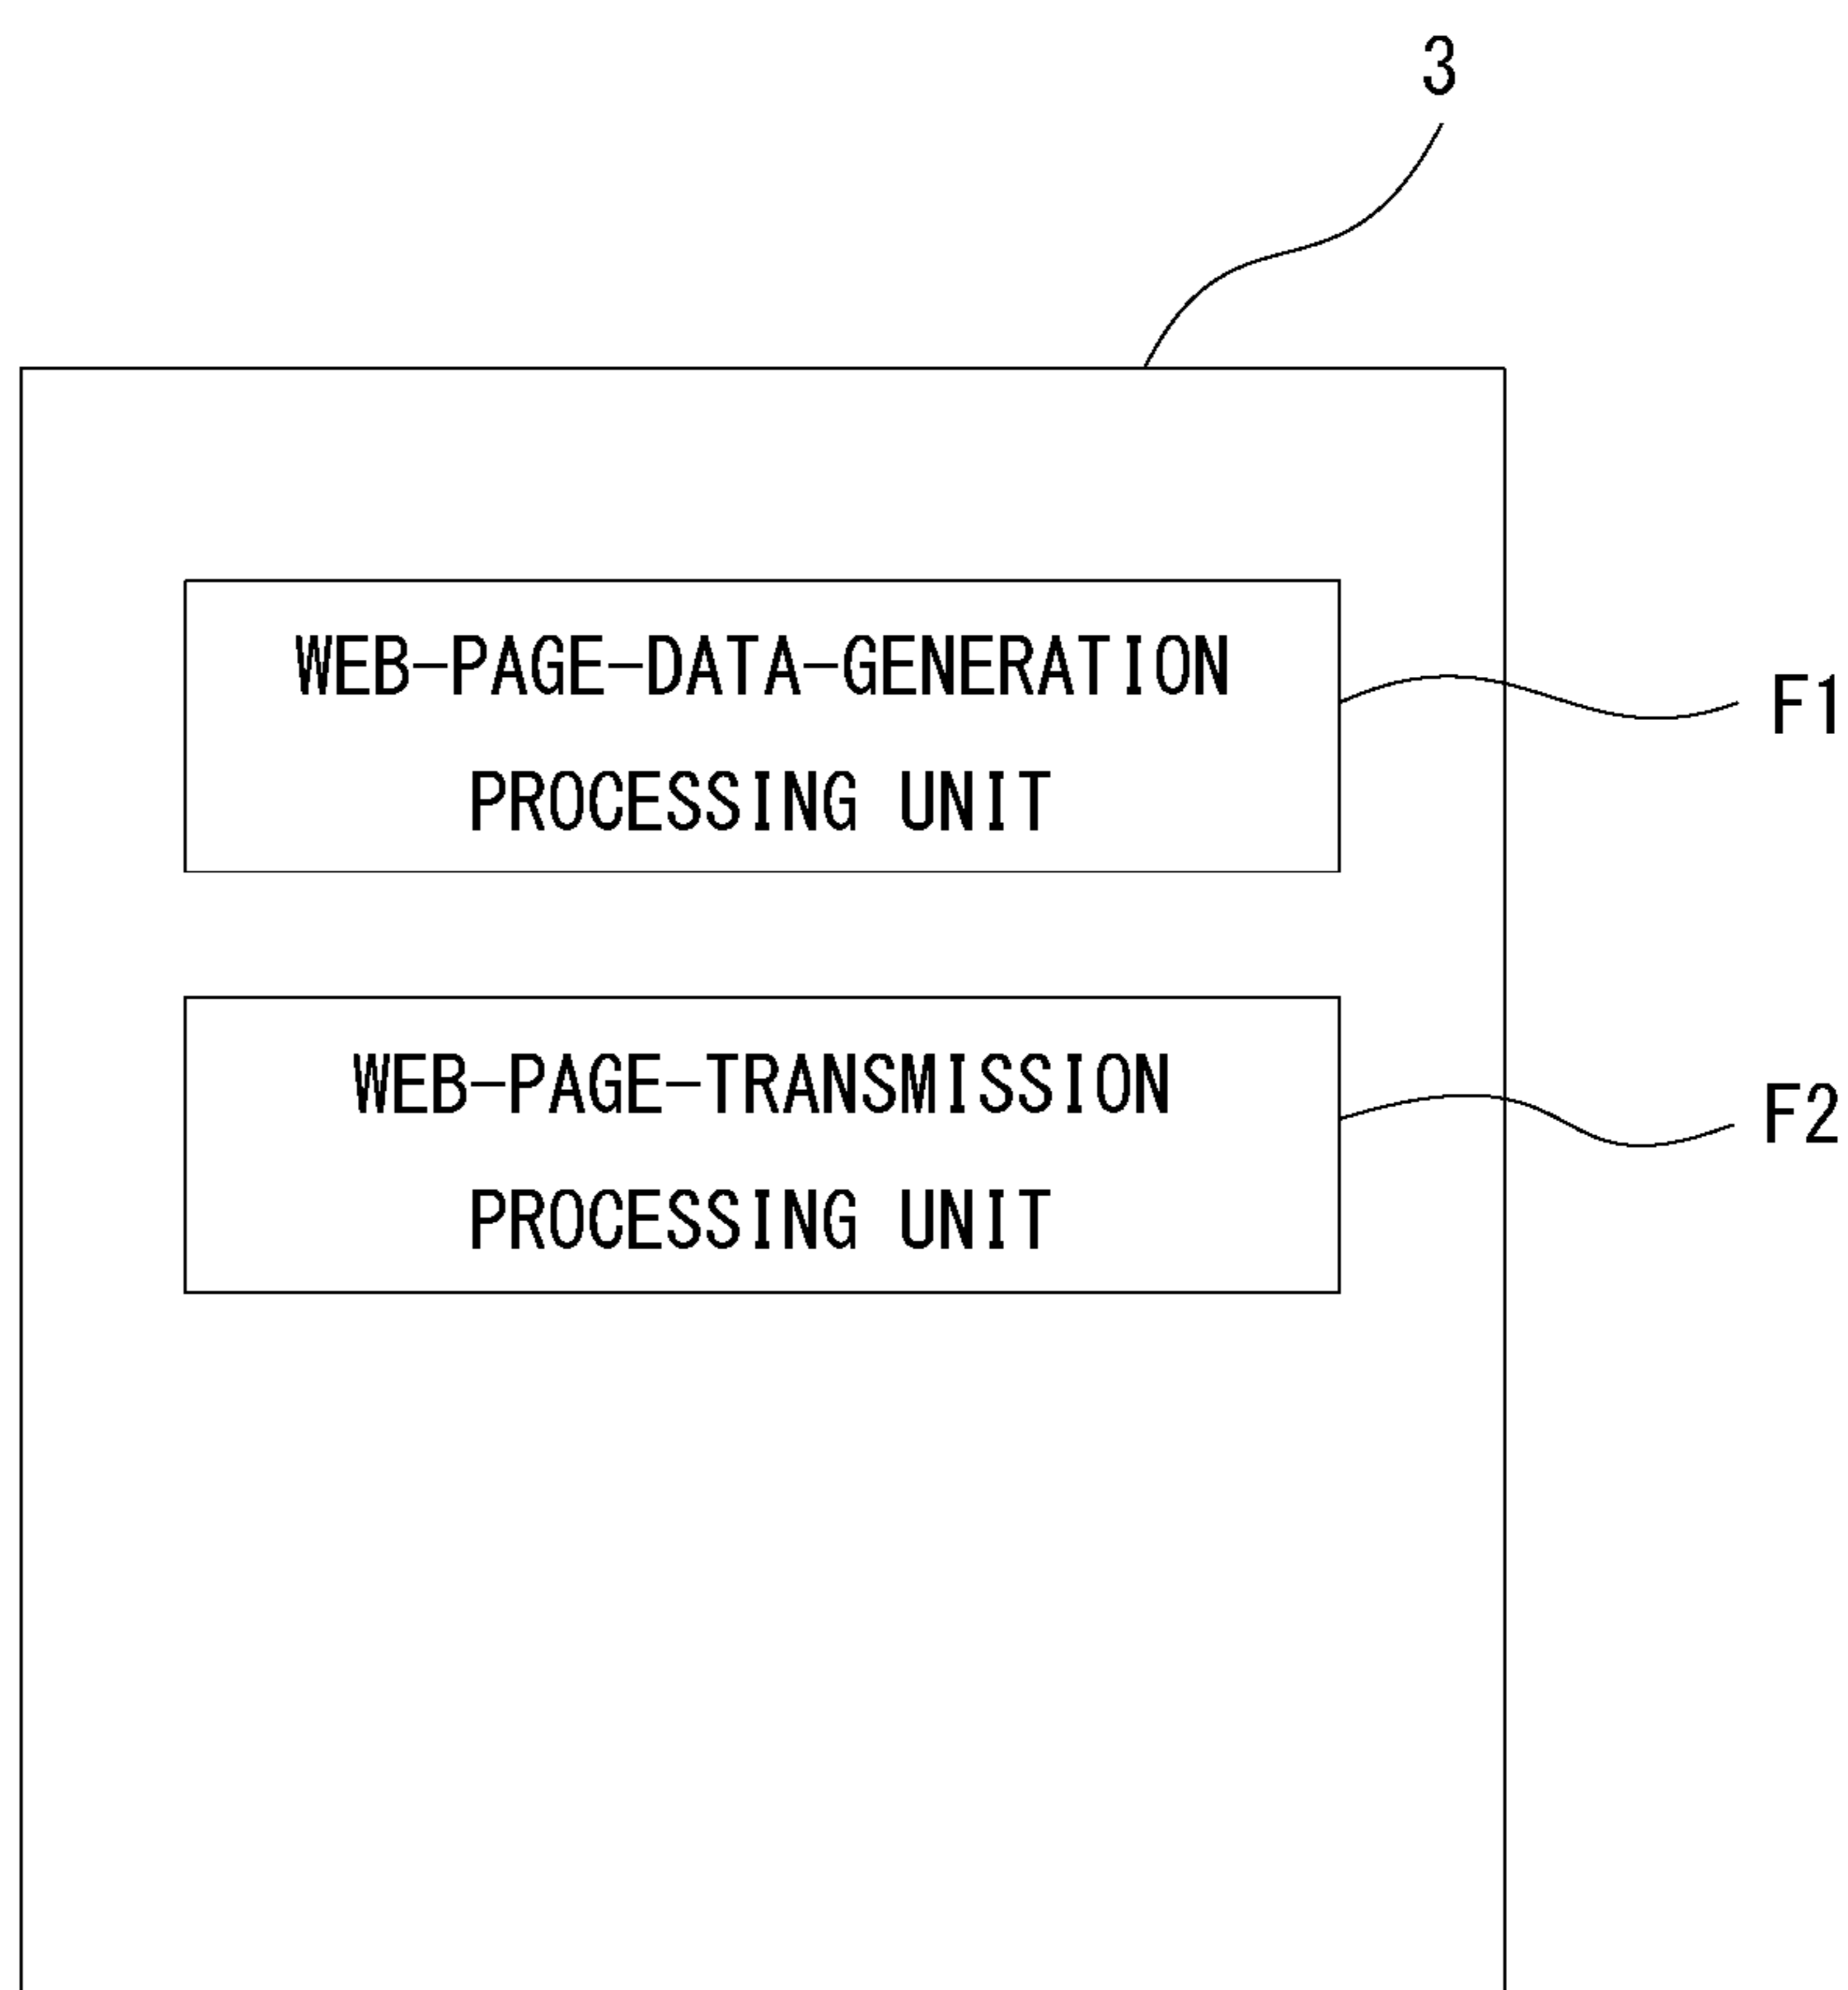 3
WEB-PAGE-DATA-GENERATION
PROCESSING UNIT
F1
WEB-PAGE-TRANSMISSION
PROCESSING UNIT
F2